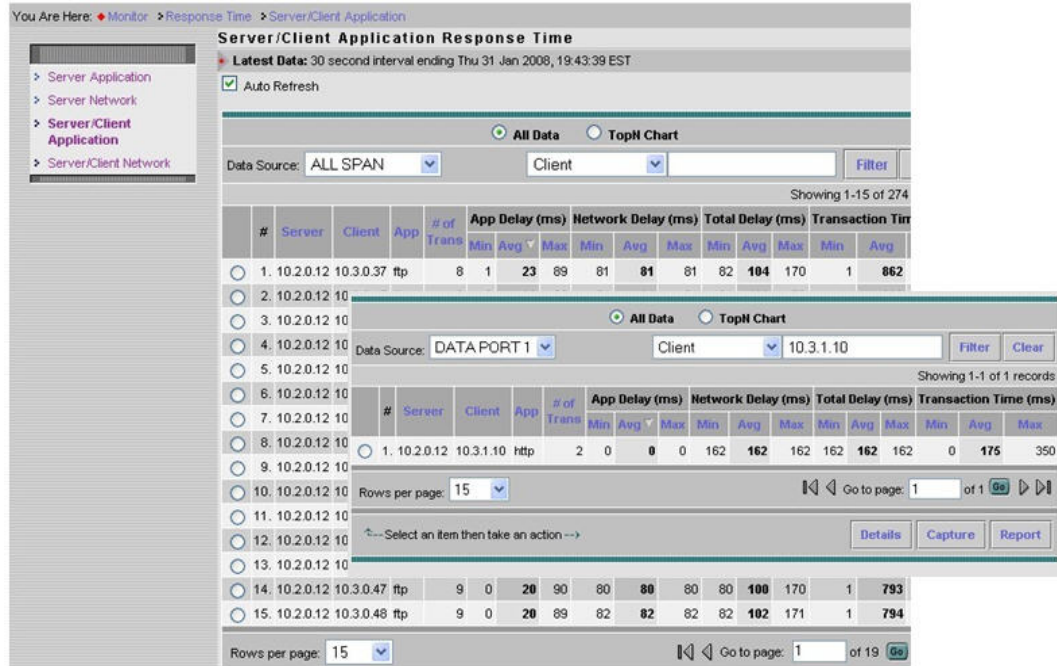 You Are Here: Monitor > Response Time > Server/Client Application
Server/Client Application Response Time
Latest Data: 30 second interval ending Thu 31 Jan 2008, 19:43:39 EST
Auto Refresh
Server Application
Server Network
Server/Client Application
Server/Client Network
All Data TopN Chart
Data Source: ALL SPAN Client Filter
Showing 1-15 of 274
# Server Client App # of Trans App Delay (ms) Network Delay (ms) Total Delay (ms) Transaction Tim
Min Avg Max Min Avg Max Min Avg Max Min Avg
1. 10.2.0.12 10.3.0.37 ftp 8 1 23 89 81 81 81 82 104 170 1 862
2. 10.2.0.12 10
3. 10.2.0.12 10
4. 10.2.0.12 10
5. 10.2.0.12 10
6. 10.2.0.12 10
7. 10.2.0.12 10
8. 10.2.0.12 10
9. 10.2.0.12 10
10. 10.2.0.12 10
11. 10.2.0.12 10
12. 10.2.0.12 10
13. 10.2.0.12 10
14. 10.2.0.12 10.3.0.47 ftp 9 0 20 90 80 80 80 80 100 170 1 793
15. 10.2.0.12 10.3.0.48 ftp 9 0 20 89 82 82 82 82 102 171 1 794
Rows per page: 15 Go to page: 1 of 19 Go
All Data TopN Chart
Data Source: DATA PORT 1 Client 10.3.1.10 Filter Clear
Showing 1-1 of 1 records
# Server Client App # of Trans App Delay (ms) Network Delay (ms) Total Delay (ms) Transaction Time (ms)
Min Avg Max Min Avg Max Min Avg Max Min Avg Max
1. 10.2.0.12 10.3.1.10 http 2 0 0 0 162 162 162 162 162 162 0 175 350
Rows per page: 15 Go to page: 1 of 1 Go
Select an item then take an action --> Details Capture Report